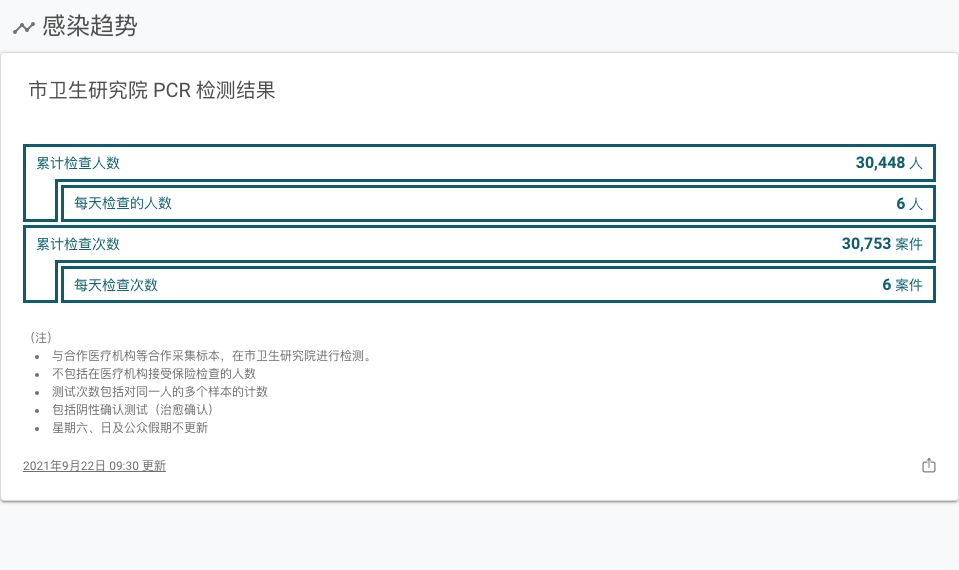 感染趋势
市卫生研究院 PCR 检测结果
累计检查人数 30,448 人
每天检查的人数 6 人
累计检查次数 30,753 案件
每天检查次数 6 案件
（注）
与合作医疗机构等合作采集标本，在市卫生研究院进行检测。
不包括在医疗机构接受保险检查的人数
测试次数包括对同一人的多个样本的计数
包括阴性确认测试（治愈确认）
星期六、日及公众假期不更新
2021年9月22日 09:30 更新